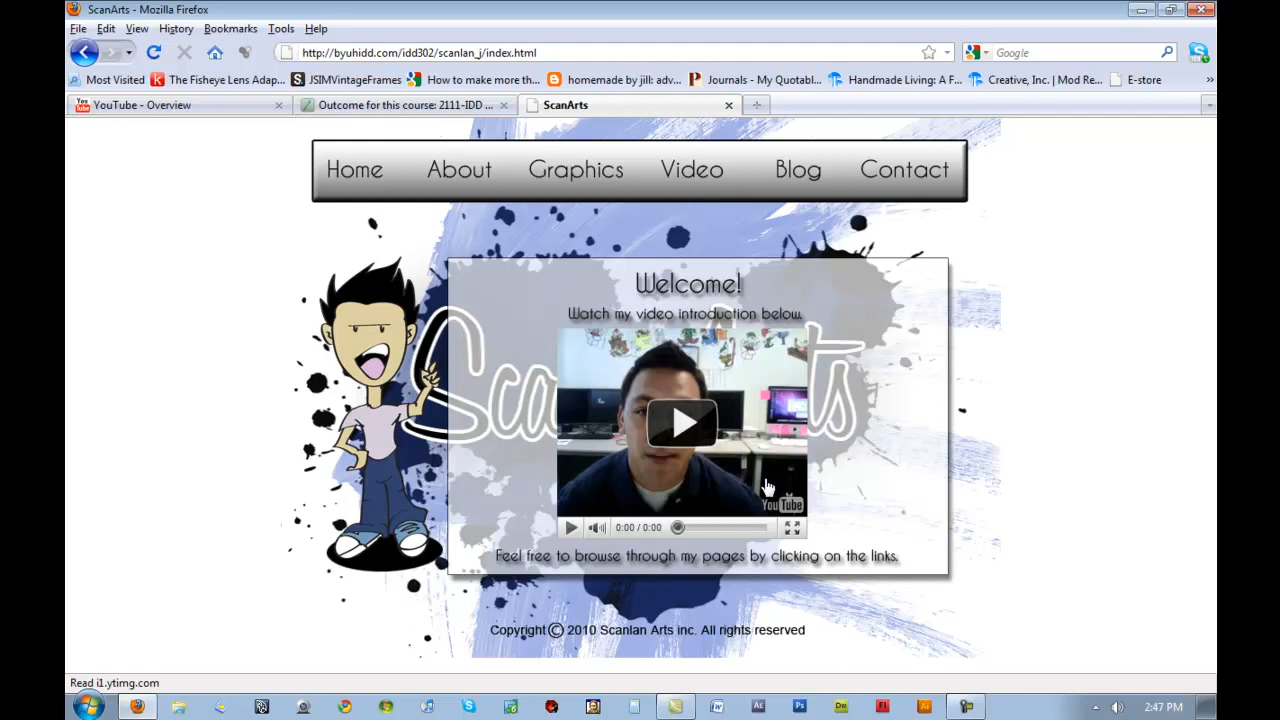 ScanArts - Mozilla Firefox
File Edit View History Bookmarks Tools Help
http://byuhidd.com/idd302/scanlan_j/index.html
Google
Most Visited The Fisheye Lens Adap... JSIMVintageFrames How to make more th... homemade by jill: adv... Journals - My Quotabl... Handmade Living: A F... Creative, Inc. | Mod Re... E-store »
YouTube - Overview Outcome for this course: 2111-IDD ... ScanArts
Home About Graphics Video Blog Contact
Welcome!
Watch my video introduction below.
YouTube
0:00 / 0:00
Feel free to browse through my pages by clicking on the links.
Copyright © 2010 Scanlan Arts inc. All rights reserved
Read i1.ytimg.com
W Ae Ps Dw Fl Ai 2:47 PM